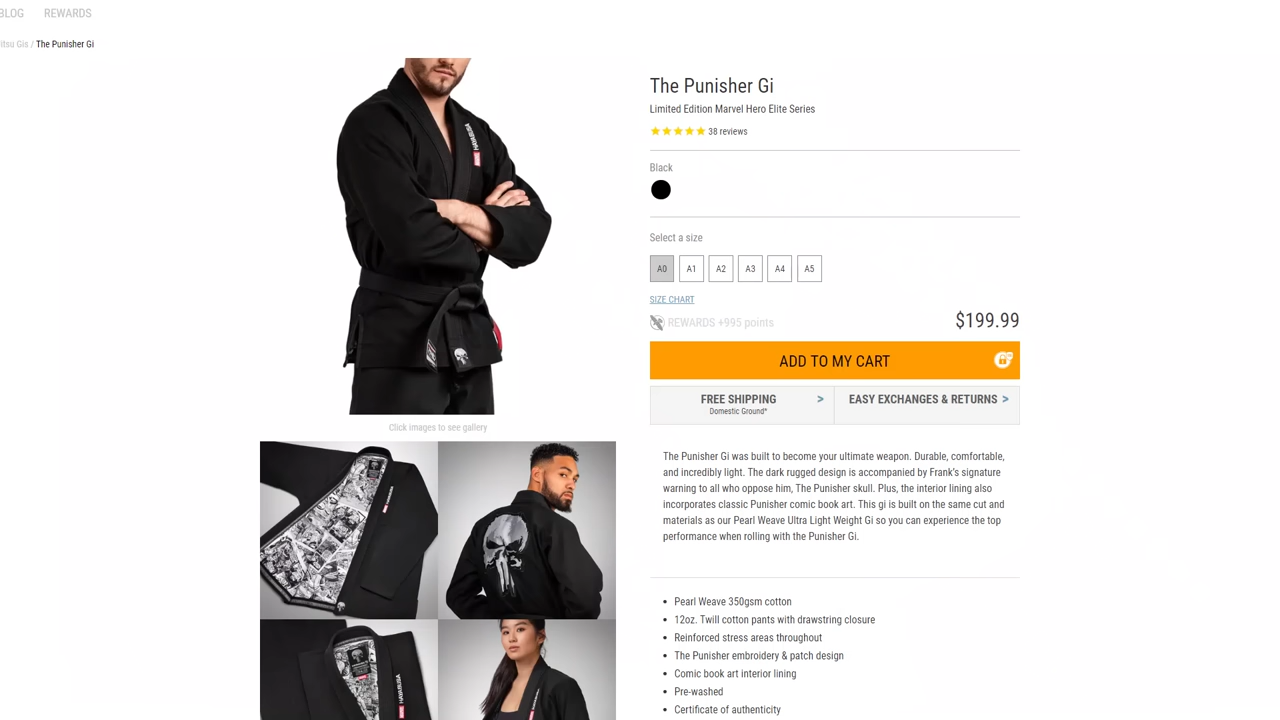 BLOG REWARDS
itsu Gis / The Punisher Gi
The Punisher Gi
Limited Edition Marvel Hero Elite Series
38 reviews
Black
Select a size
A0 A1 A2 A3 A4 A5
SIZE CHART
REWARDS +995 points
$199.99
ADD TO MY CART
FREE SHIPPING >
Domestic Ground*
EASY EXCHANGES & RETURNS >
Click images to see gallery
The Punisher Gi was built to become your ultimate weapon. Durable, comfortable,
and incredibly light. The dark rugged design is accompanied by Frank's signature
warning to all who oppose him, The Punisher skull. Plus, the interior lining also
incorporates classic Punisher comic book art. This gi is built on the same cut and
materials as our Pearl Weave Ultra Light Weight Gi so you can experience the top
performance when rolling with the Punisher Gi.
• Pearl Weave 350gsm cotton
• 12oz. Twill cotton pants with drawstring closure
• Reinforced stress areas throughout
• The Punisher embroidery & patch design
• Comic book art interior lining
• Pre-washed
• Certificate of authenticity
HAYABUSA
HAYABUSA